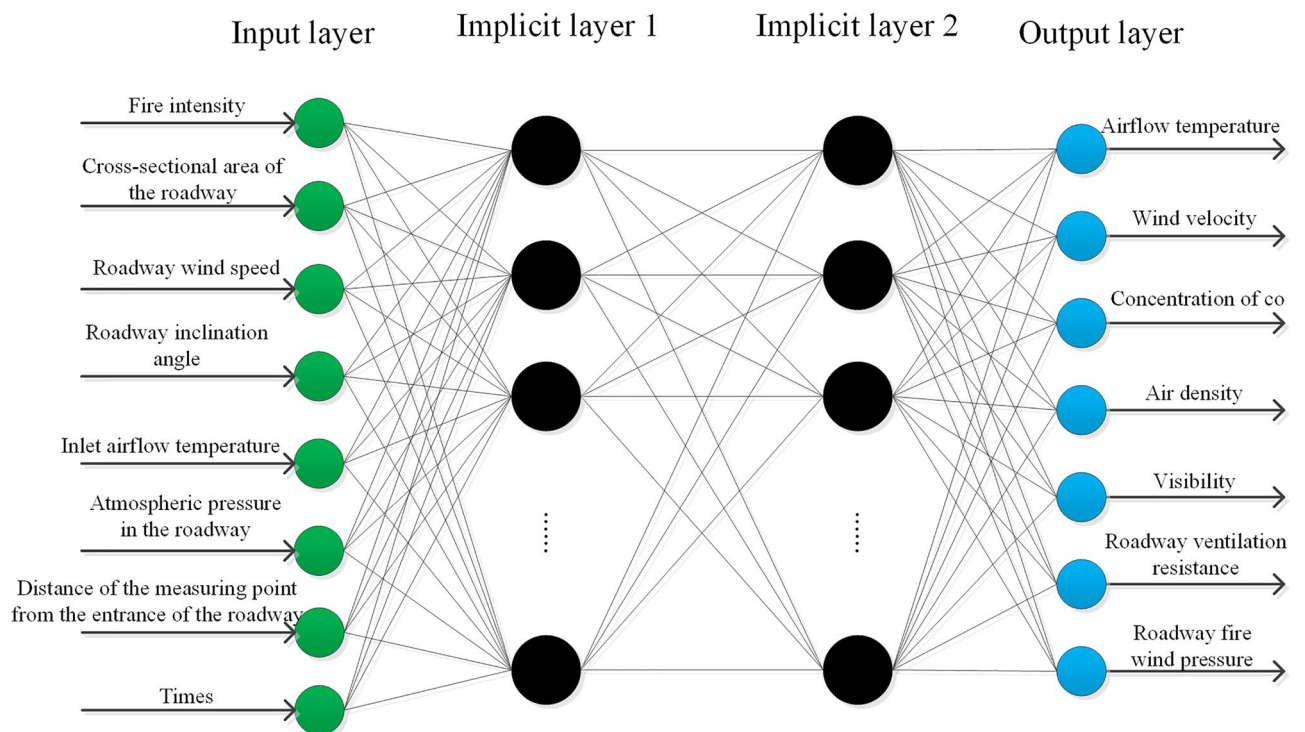 Input layer
Implicit layer 1
Implicit layer 2
Output layer
Fire intensity
Cross-sectional area of
the roadway
Roadway wind speed
Roadway inclination
angle
Inlet airflow temperature
Atmospheric pressure
in the roadway
Distance of the measuring point
from the entrance of the roadway
Times
Airflow temperature
Wind velocity
Concentration of co
Air density
Visibility
Roadway ventilation
resistance
Roadway fire
wind pressure